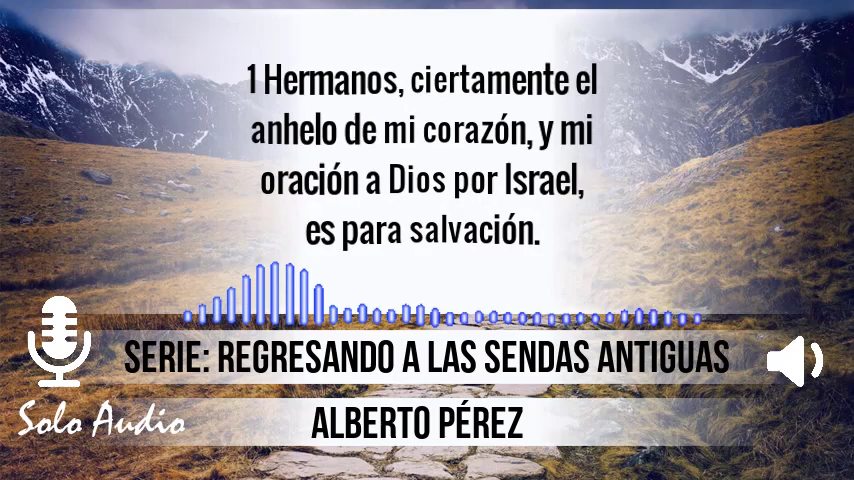 1 Hermanos, ciertamente el
anhelo de mi corazón, y mi
oración a Dios por Israel,
es para salvación.
SERIE: REGRESANDO A LAS SENDAS ANTIGUAS
Solo Audio
ALBERTO PÉREZ